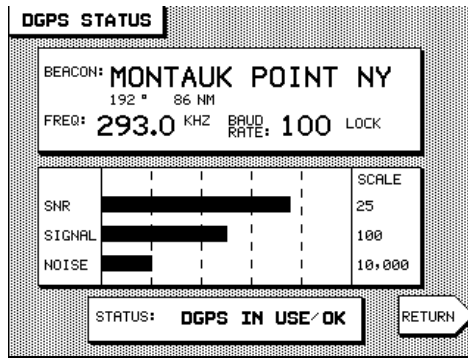 DGPS STATUS
BEACON: MONTAUK POINT NY
192 ° 86 NM
FREQ: 293.0 KHZ BAUD RATE: 100 LOCK
SCALE
SNR 25
SIGNAL 100
NOISE 10,000
STATUS: DGPS IN USE/OK
RETURN